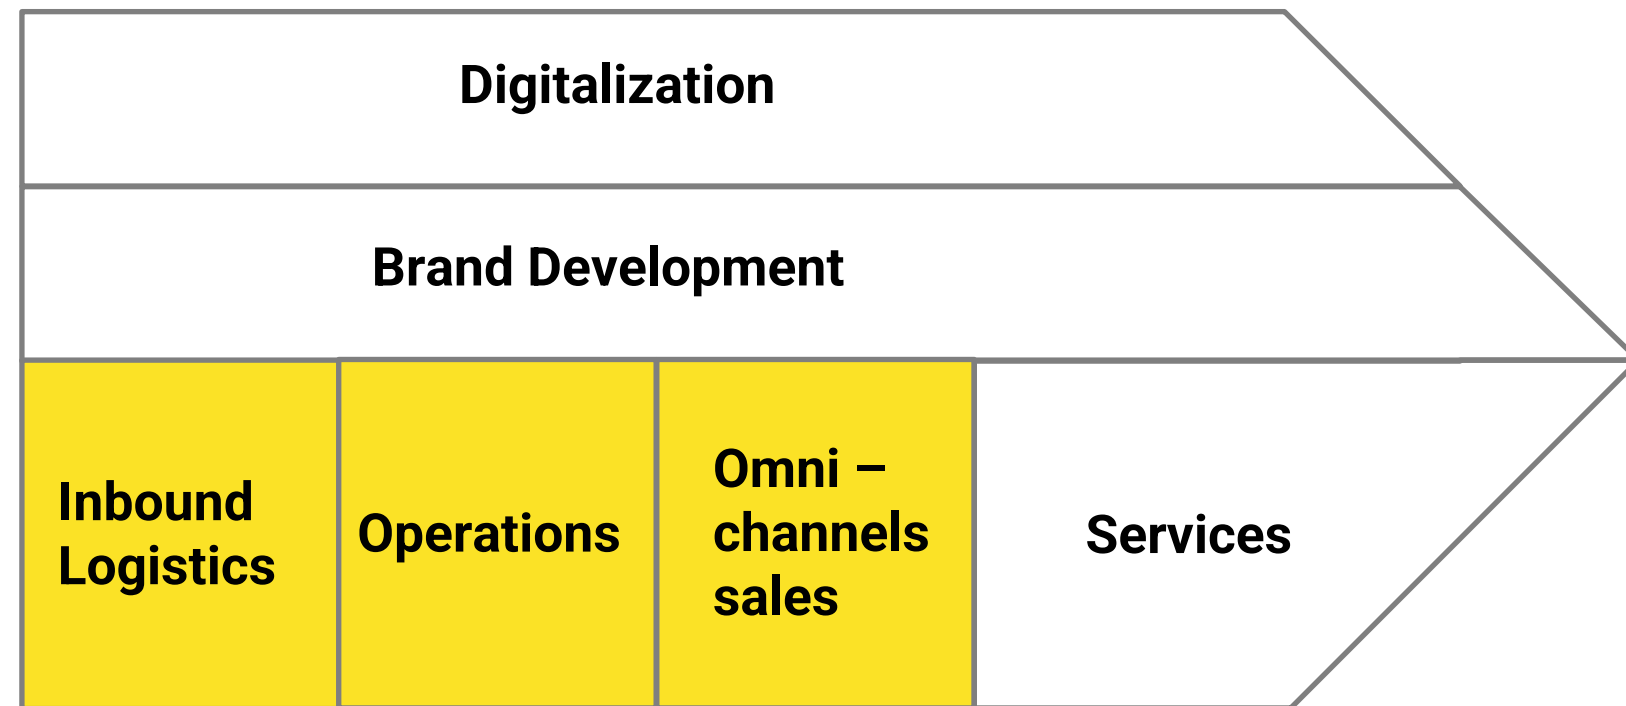 Digitalization
Brand Development
Inbound
Logistics
Operations
Omni –
channels
sales
Services